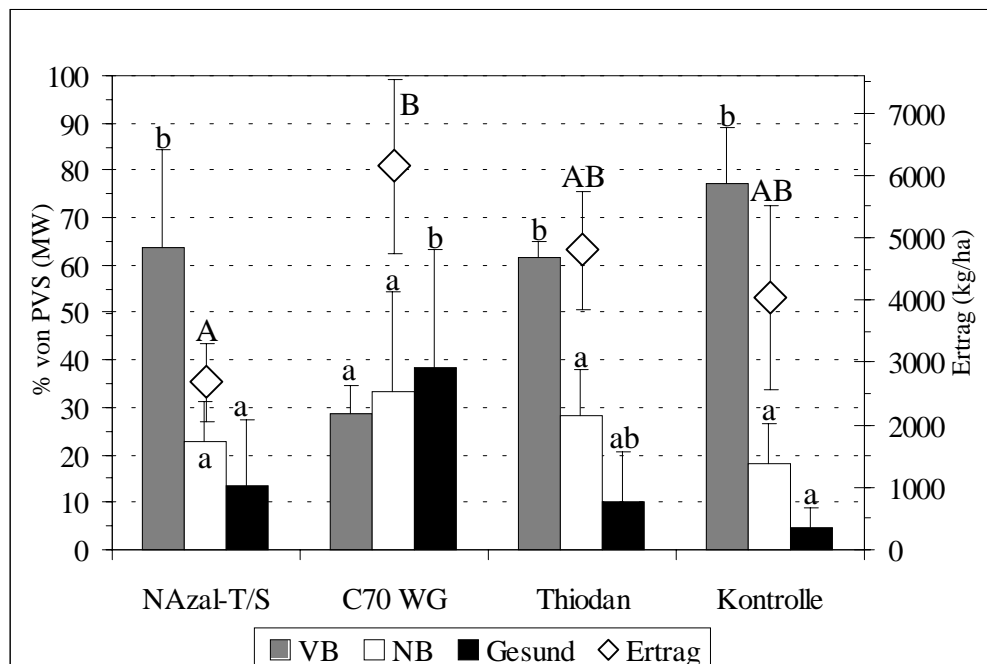 100
90
80
70
60
50
40
30
20
10
0
% von PVS (MW)
7000
6000
5000
4000
3000
2000
1000
0
Ertrag (kg/ha)
b
A
a
a
B
b
a
a
AB
b
a
ab
b
AB
a
a
NAzal-T/S C70 WG Thiodan Kontrolle
VB NB Gesund Ertrag